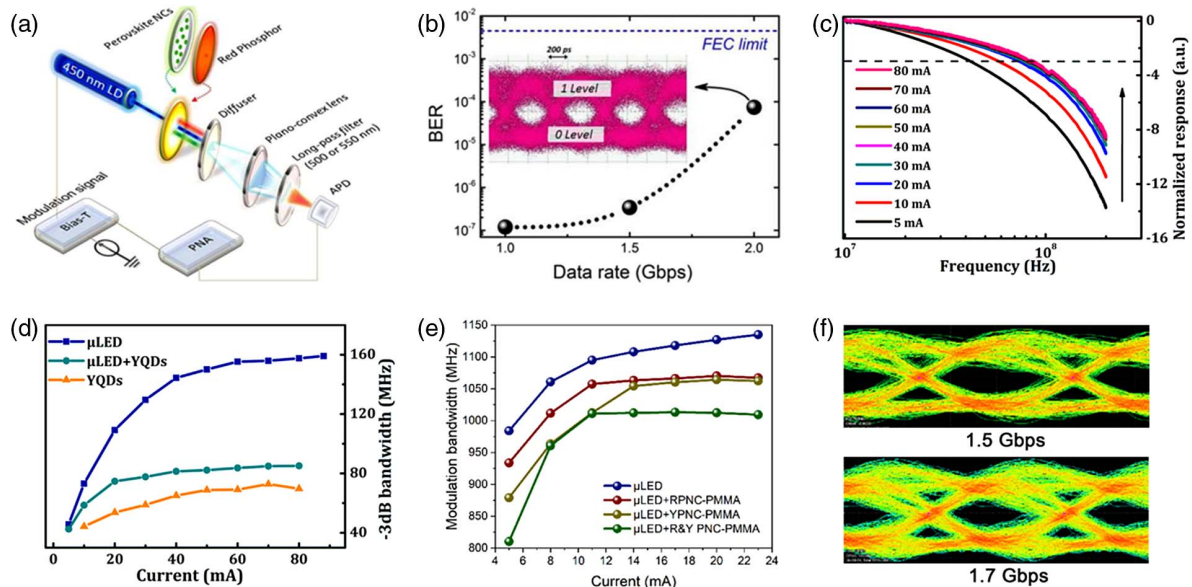 (a)
Perovskite NCs
Red Phosphor
450 nm LD
Diffuser
Plano-convex lens
Long-pass filter
(500 or 550 nm)
APD
Modulation signal
Bias-T
PNA
(b)
BER
10⁻²
10⁻³
10⁻⁴
10⁻⁵
10⁻⁶
10⁻⁷
FEC limit
200 ps
1 Level
0 Level
1.0
1.5
2.0
Data rate (Gbps)
(c)
80 mA
70 mA
60 mA
50 mA
40 mA
30 mA
20 mA
10 mA
5 mA
0
-4
-8
-12
-16
Normalized response (a.u.)
10⁷
10⁸
Frequency (Hz)
(d)
µLED
µLED+YQDs
YQDs
160
120
80
40
-3dB bandwidth (MHz)
0
20
40
60
80
Current (mA)
(e)
Modulation bandwidth (MHz)
1150
1100
1050
1000
950
900
850
800
µLED
µLED+RPNC-PMMA
µLED+YPNC-PMMA
µLED+R&Y PNC-PMMA
4
6
8
10
12
14
16
18
20
22
24
Current (mA)
(f)
1.5 Gbps
1.7 Gbps